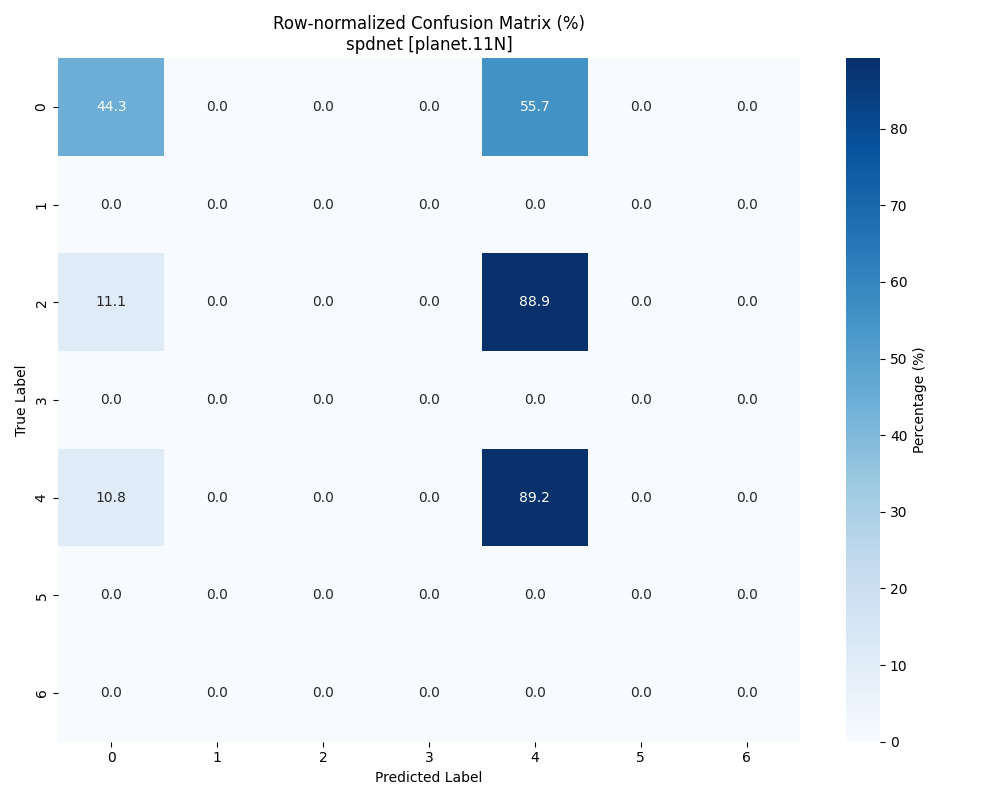 Row-normalized Confusion Matrix (%)
spdnet [planet.11N]
0 44.3 0.0 0.0 0.0 55.7 0.0 0.0
1 0.0 0.0 0.0 0.0 0.0 0.0 0.0
2 11.1 0.0 0.0 0.0 88.9 0.0 0.0
3 0.0 0.0 0.0 0.0 0.0 0.0 0.0
4 10.8 0.0 0.0 0.0 89.2 0.0 0.0
5 0.0 0.0 0.0 0.0 0.0 0.0 0.0
6 0.0 0.0 0.0 0.0 0.0 0.0 0.0
0 1 2 3 4 5 6
Predicted Label
True Label
80
70
60
50
40
30
20
10
0
Percentage (%)